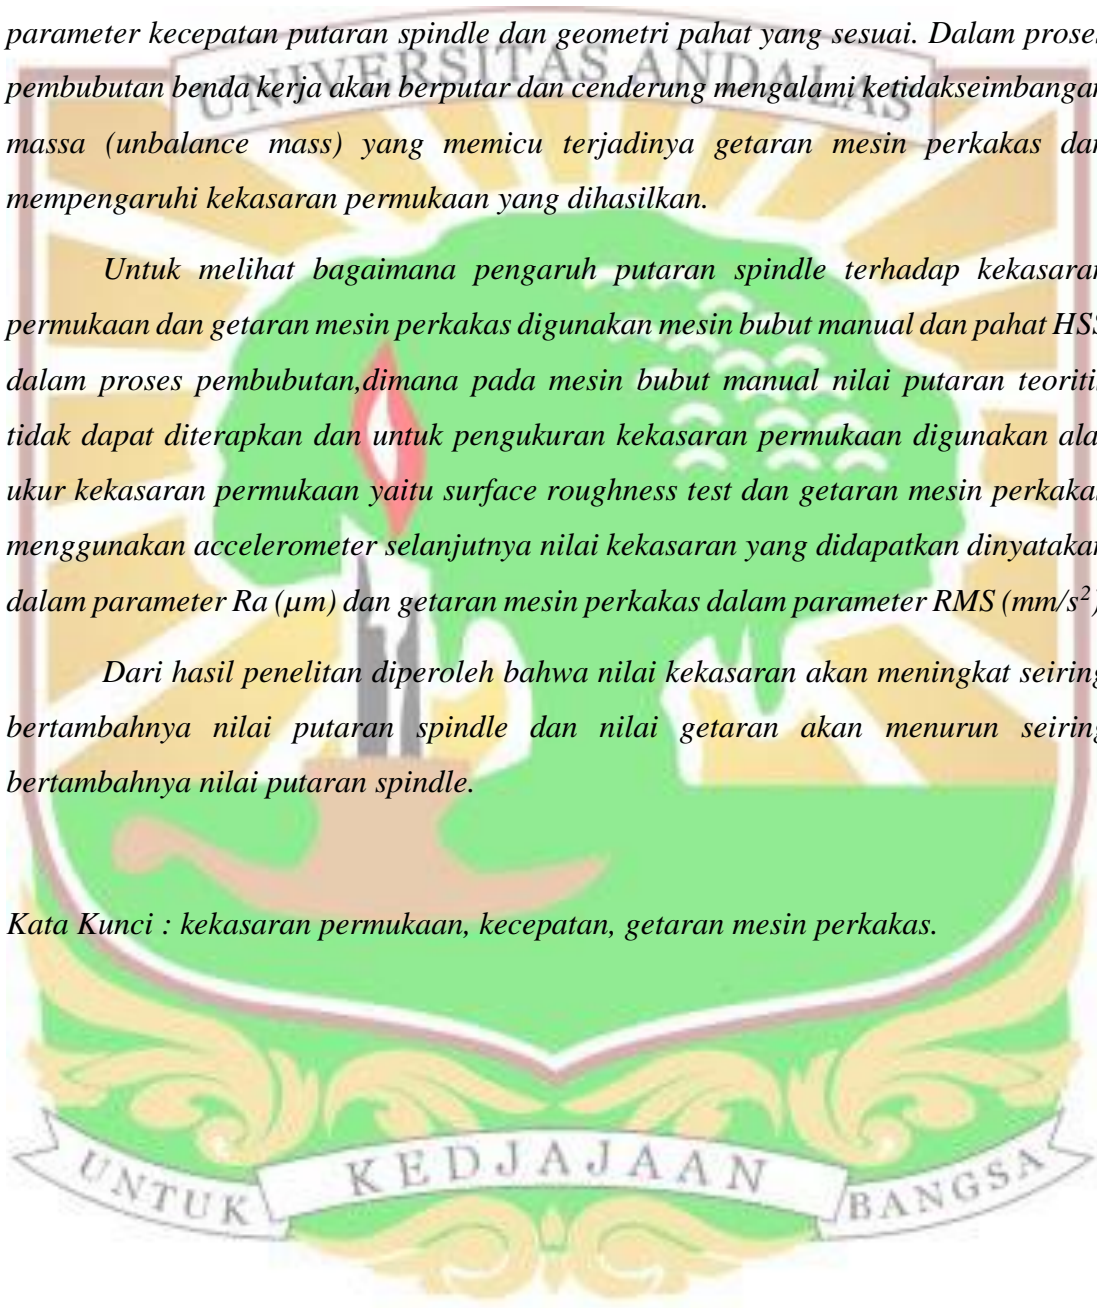 parameter kecepatan putaran spindle dan geometri pahat yang sesuai. Dalam proses
UNIVERSITAS ANDALAS
pembubutan benda kerja akan berputar dan cenderung mengalami ketidakseimbangan
massa (unbalance mass) yang memicu terjadinya getaran mesin perkakas dan
mempengaruhi kekasaran permukaan yang dihasilkan.
Untuk melihat bagaimana pengaruh putaran spindle terhadap kekasaran
permukaan dan getaran mesin perkakas digunakan mesin bubut manual dan pahat HSS
dalam proses pembubutan,dimana pada mesin bubut manual nilai putaran teoriti
tidak dapat diterapkan dan untuk pengukuran kekasaran permukaan digunakan ala
ukur kekasaran permukaan yaitu surface roughness test dan getaran mesin perkaka
menggunakan accelerometer selanjutnya nilai kekasaran yang didapatkan dinyatakan
dalam parameter Ra (µm) dan getaran mesin perkakas dalam parameter RMS (mm/s²)
Dari hasil penelitan diperoleh bahwa nilai kekasaran akan meningkat seiring
bertambahnya nilai putaran spindle dan nilai getaran akan menurun seiring
bertambahnya nilai putaran spindle.
Kata Kunci : kekasaran permukaan, kecepatan, getaran mesin perkakas.
UNTUK KEDJAJAAN BANGSA